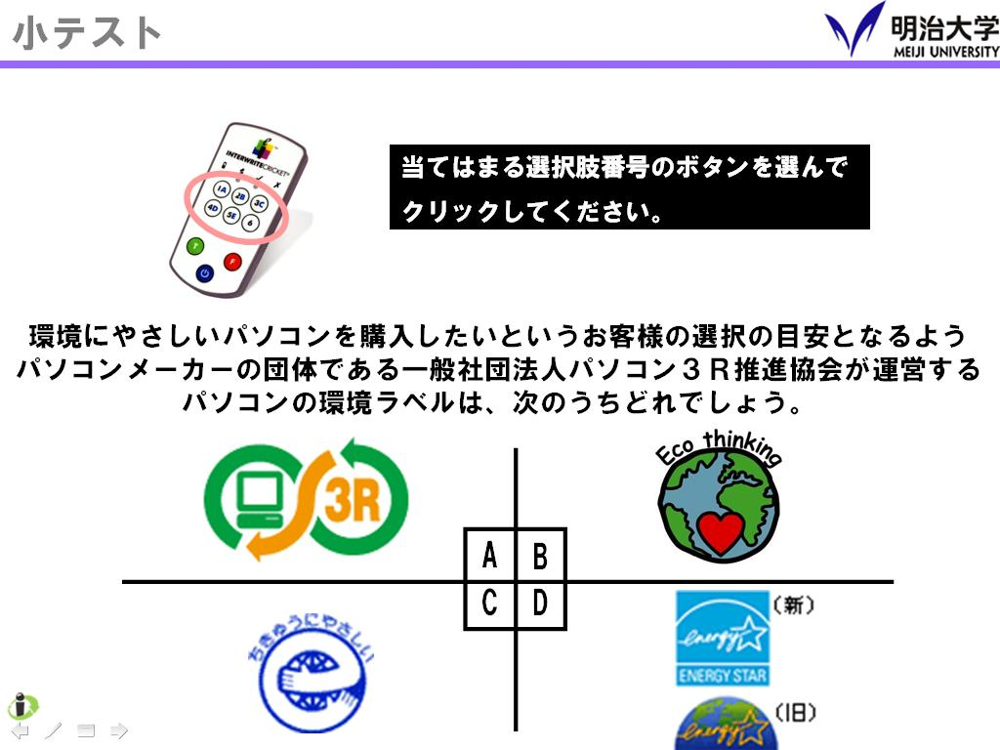 小テスト
明治大学
MEIJI UNIVERSITY
INTERWRITECRICKET
1A 2B 3C
4D 5E 6
T F
当てはまる選択肢番号のボタンを選んで
クリックしてください。
環境にやさしいパソコンを購入したいというお客様の選択の目安となるよう
パソコンメーカーの団体である一般社団法人パソコン３Ｒ推進協会が運営する
パソコンの環境ラベルは、次のうちどれでしょう。
3R
Eco thinking
A B
C D
ちきゅうにやさしい
energy
ENERGY STAR
(新)
energy
(旧)